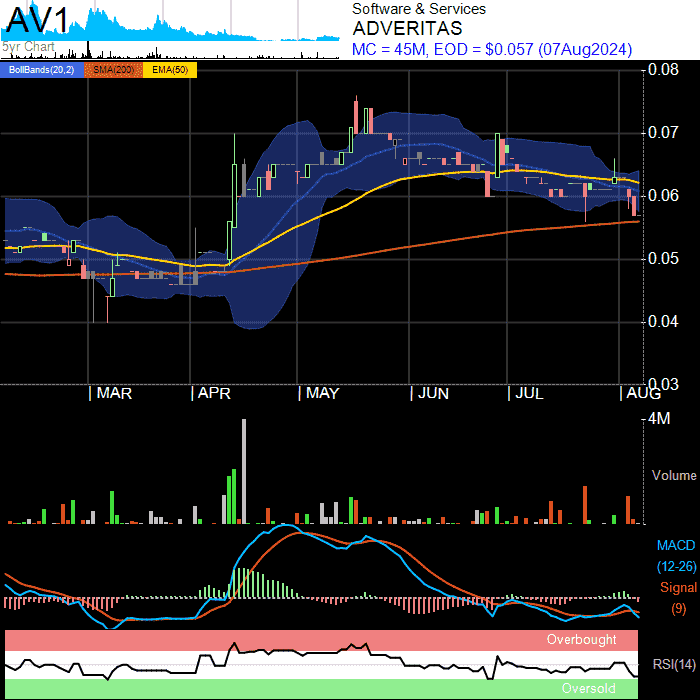 AV1
5yr Chart
Software & Services
ADVERITAS
MC = 45M, EOD = $0.057 (07Aug2024)
BollBands(20,2) SMA(200) EMA(50)
0.08
0.07
0.06
0.05
0.04
0.03
MAR APR MAY JUN JUL AUG
4M
Volume
MACD
(12-26)
Signal
(9)
Overbought
RSI(14)
Oversold